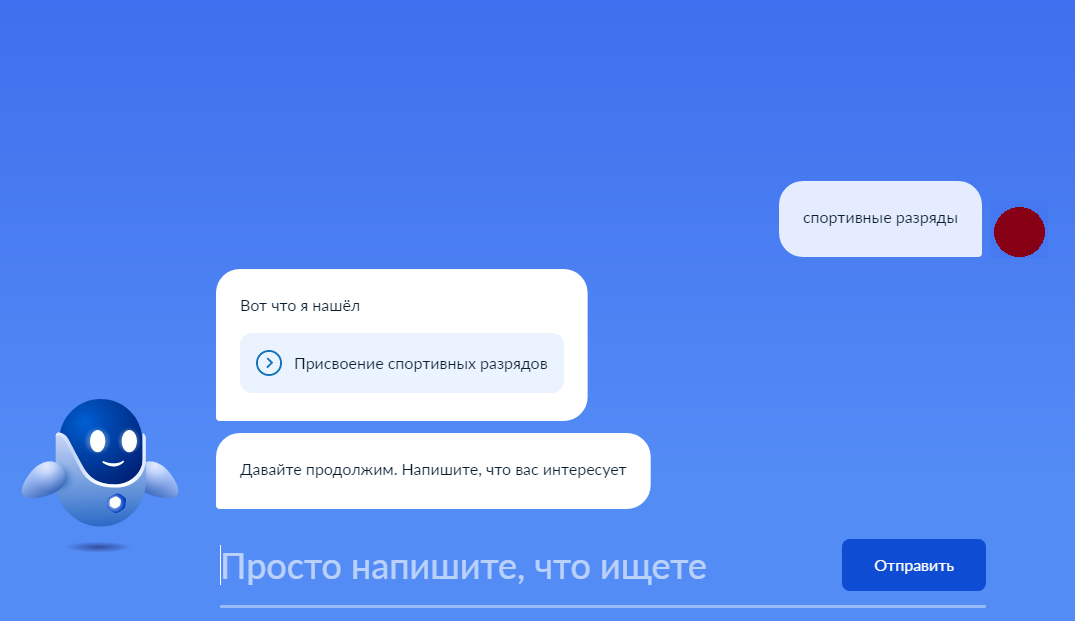 спортивные разряды
Вот что я нашёл
Присвоение спортивных разрядов
Давайте продолжим. Напишите, что вас интересует
Просто напишите, что ищете
Отправить